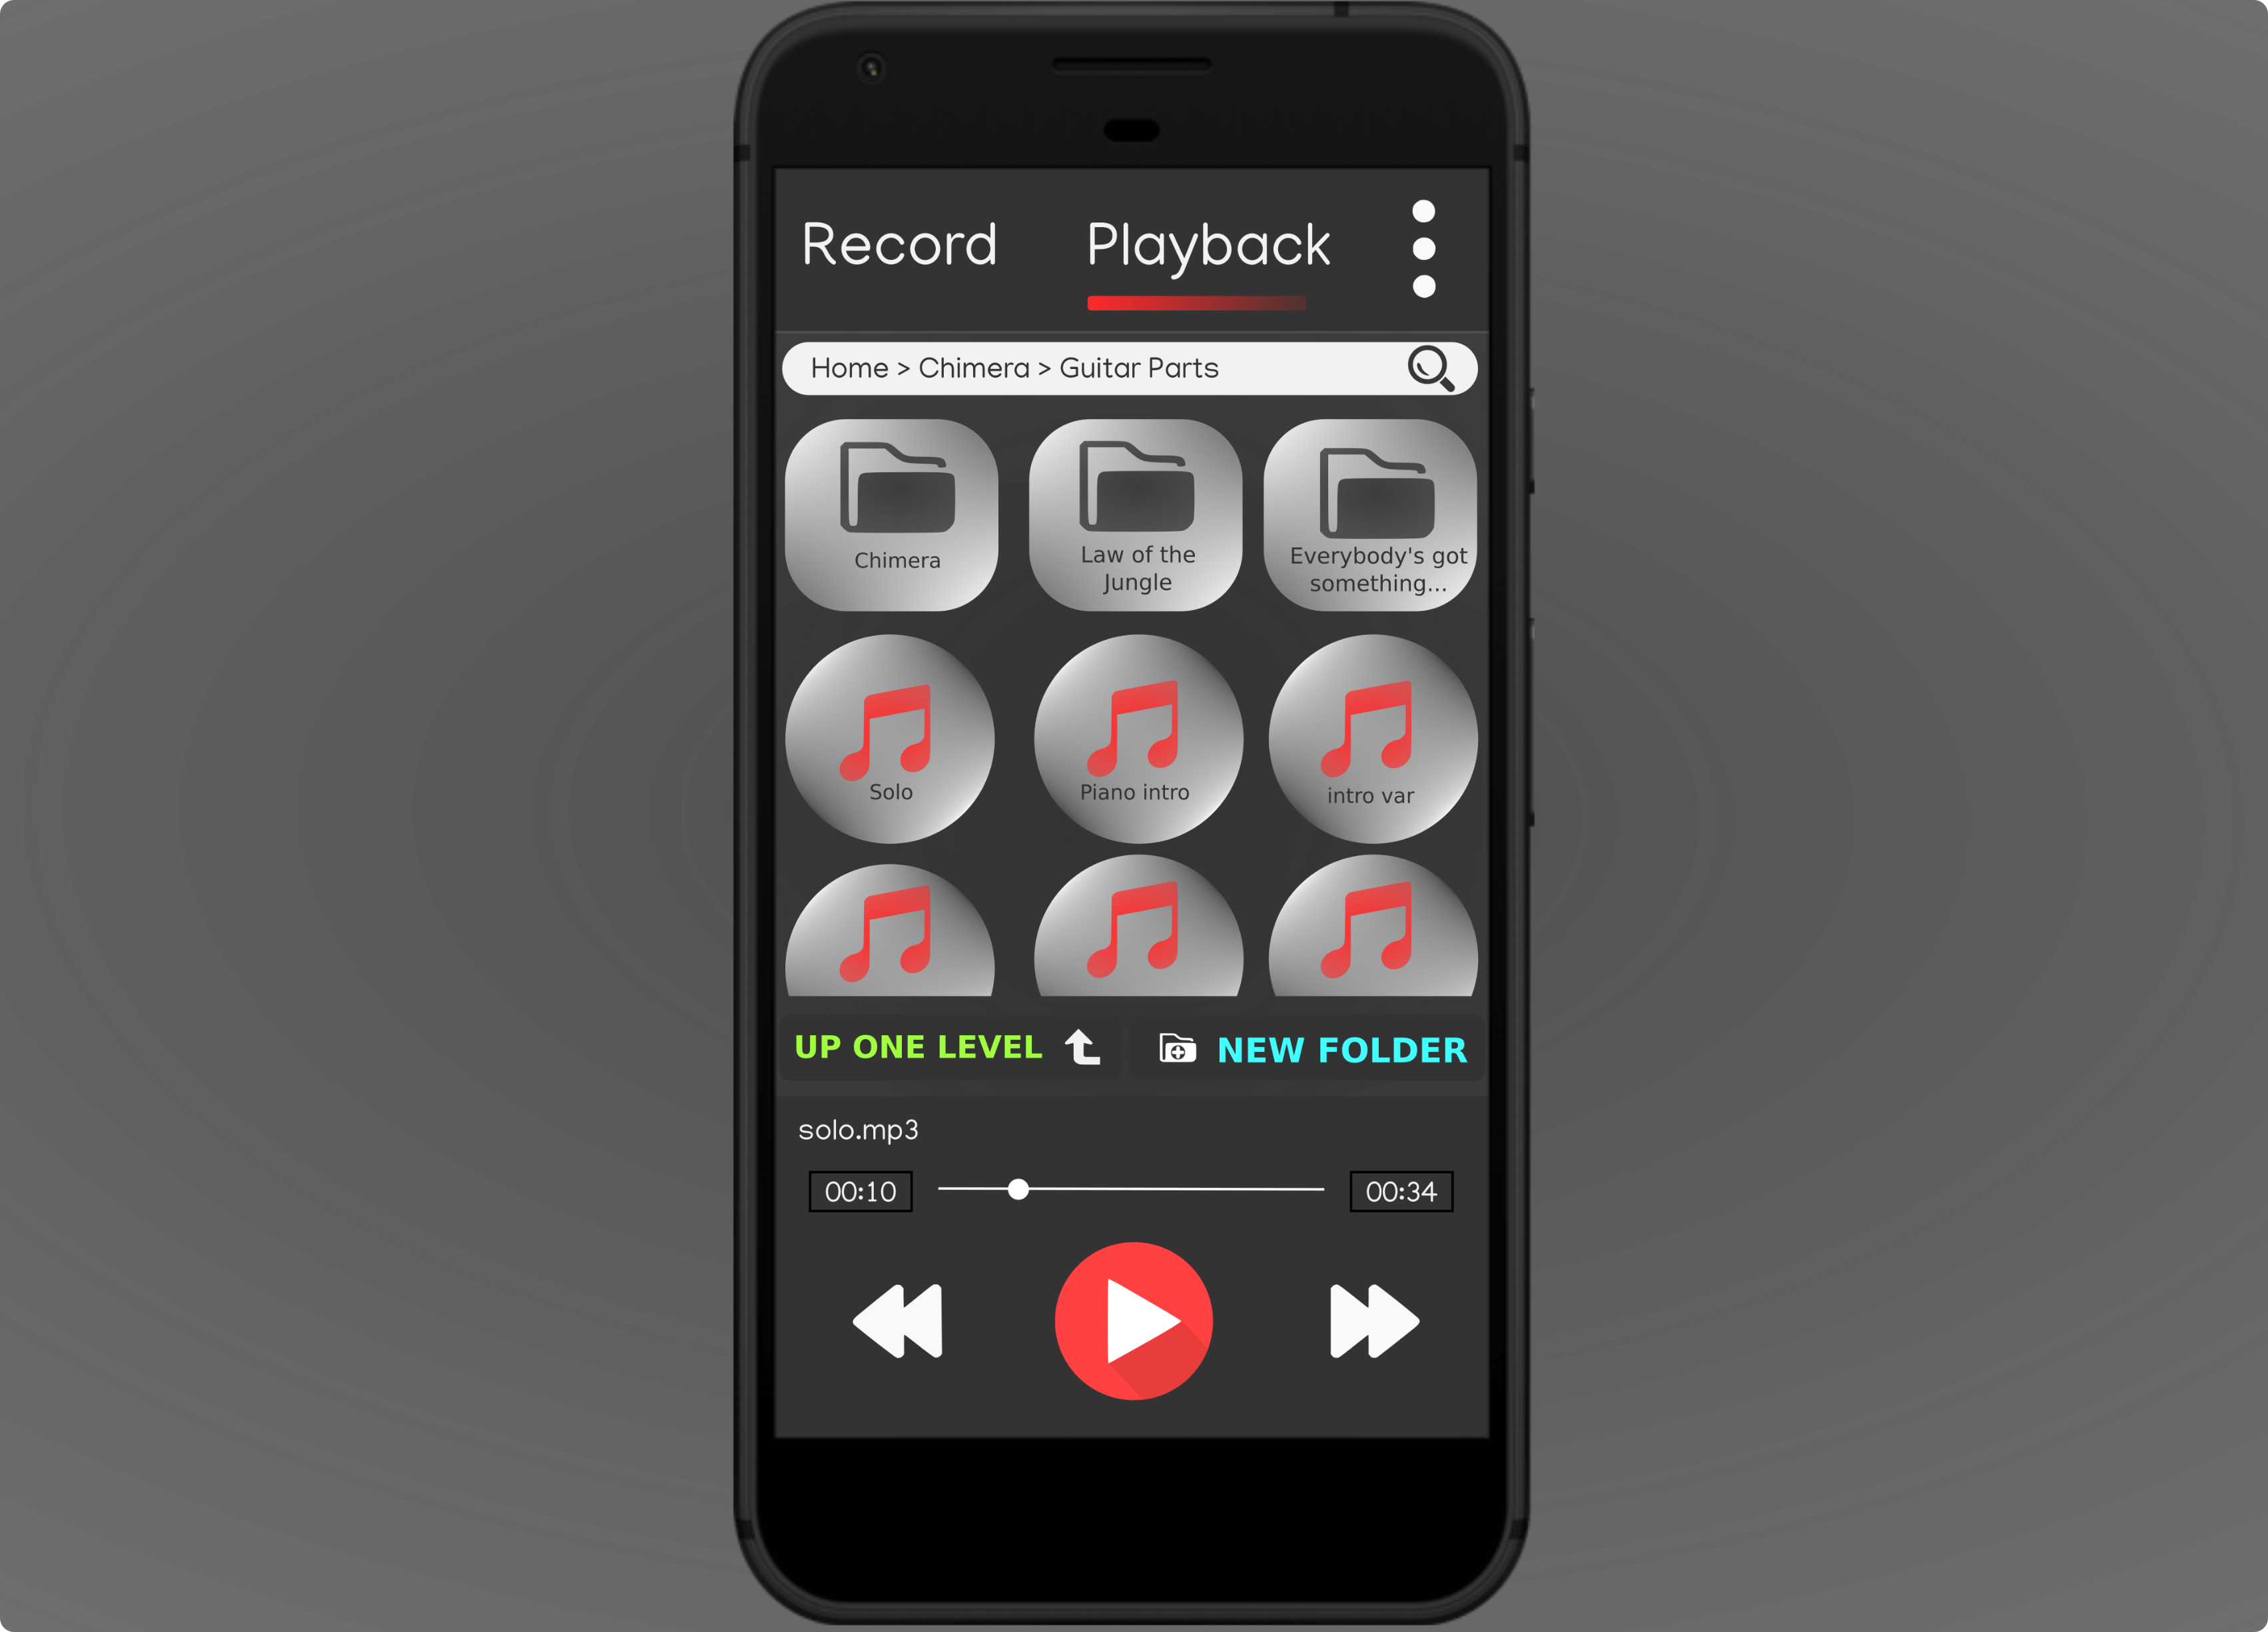 Record
Playback
Home > Chimera > Guitar Parts
Chimera
Law of the
Jungle
Everybody's got
something...
Solo
Piano intro
intro var
UP ONE LEVEL
NEW FOLDER
solo.mp3
00:10
00:34